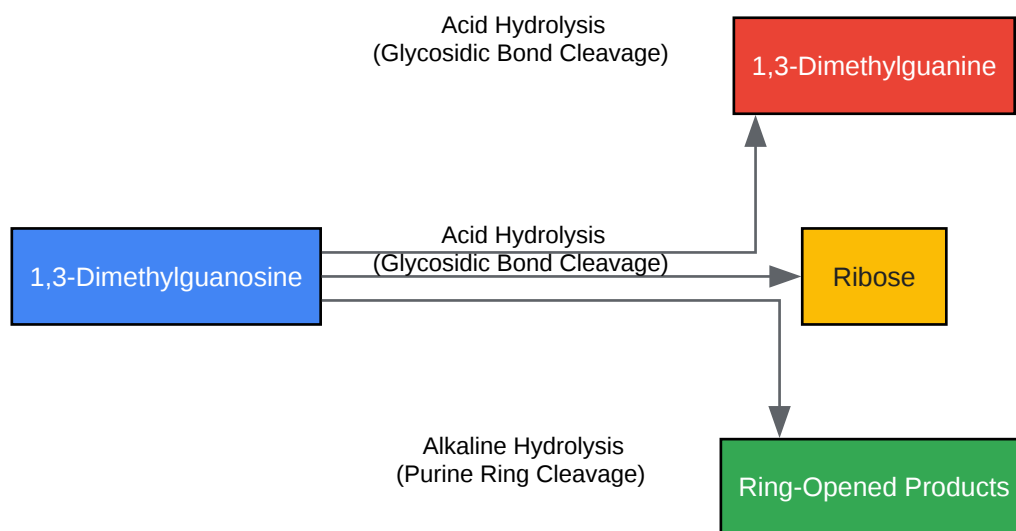 Acid Hydrolysis
(Glycosidic Bond Cleavage)
1,3-Dimethylguanine
1,3-Dimethylguanosine
Acid Hydrolysis
(Glycosidic Bond Cleavage)
Ribose
Alkaline Hydrolysis
(Purine Ring Cleavage)
Ring-Opened Products